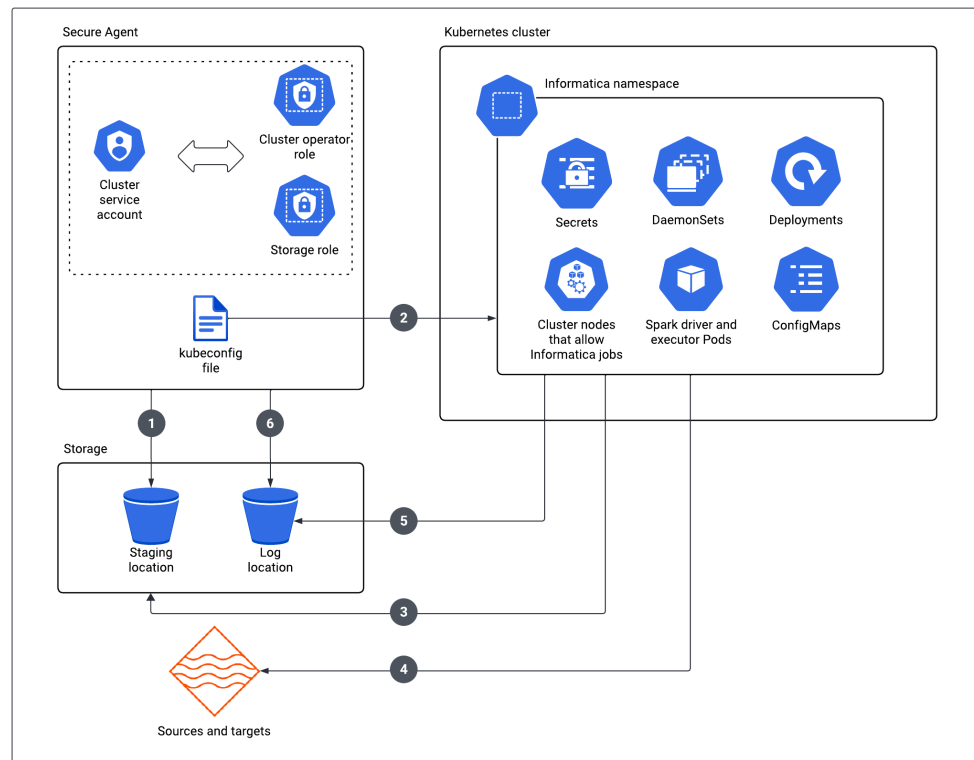 Secure Agent
Cluster
service
account
Cluster operator
role
Storage role
kubeconfig
file
Kubernetes cluster
Informatica namespace
Secrets
DaemonSets
Deployments
Cluster nodes
that allow
Informatica jobs
Spark driver and
executor Pods
ConfigMaps
2
1
6
Storage
Staging
location
Log
location
5
3
4
Sources and targets